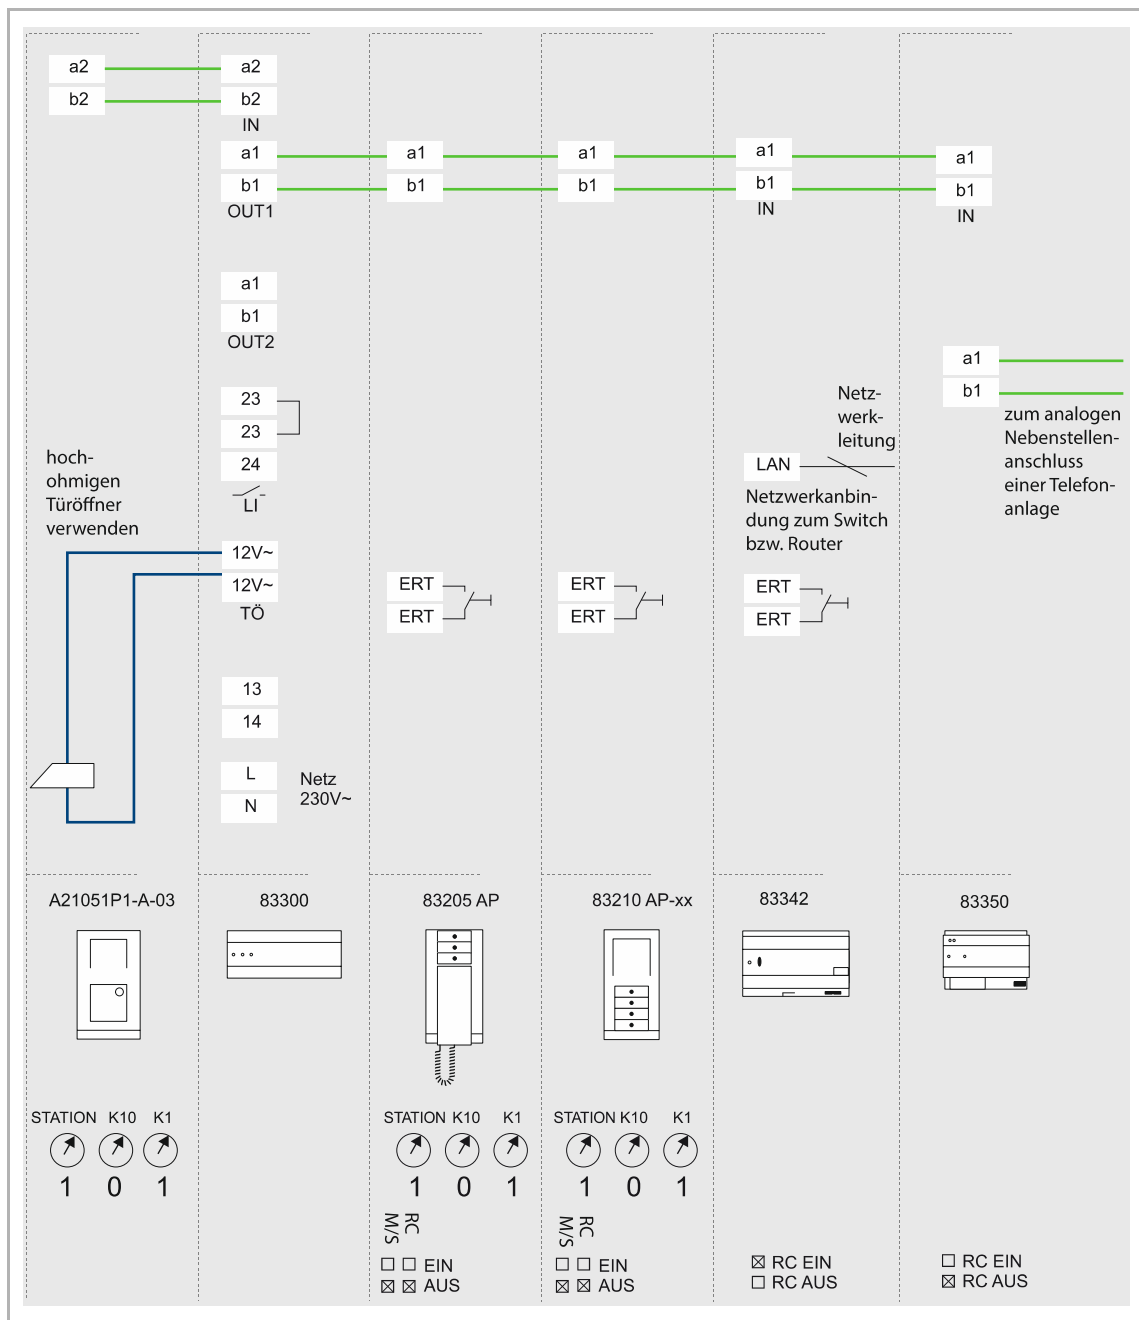 a2
b2
a2
b2
IN
a1
b1
OUT1
a1
b1
a1
b1
a1
b1
IN
a1
b1
IN
a1
b1
OUT2
23
23
24
LI
12V~
12V~
TÖ
13
14
L
N
Netz
230V~
hoch-
ohmigen
Türöffner
verwenden
ERT
ERT
ERT
ERT
Netz-
werk-
leitung
LAN
Netzwerkanbin-
dung zum Switch
bzw. Router
ERT
ERT
a1
b1
zum analogen
Nebenstellen-
anschluss
einer Telefon-
anlage
A21051P1-A-03
83300
83205 AP
83210 AP-xx
83342
83350
STATION K10 K1
1 0 1
STATION K10 K1
1 0 1
M/S RC
EIN
AUS
STATION K10 K1
1 0 1
M/S RC
EIN
AUS
RC EIN
RC AUS
RC EIN
RC AUS